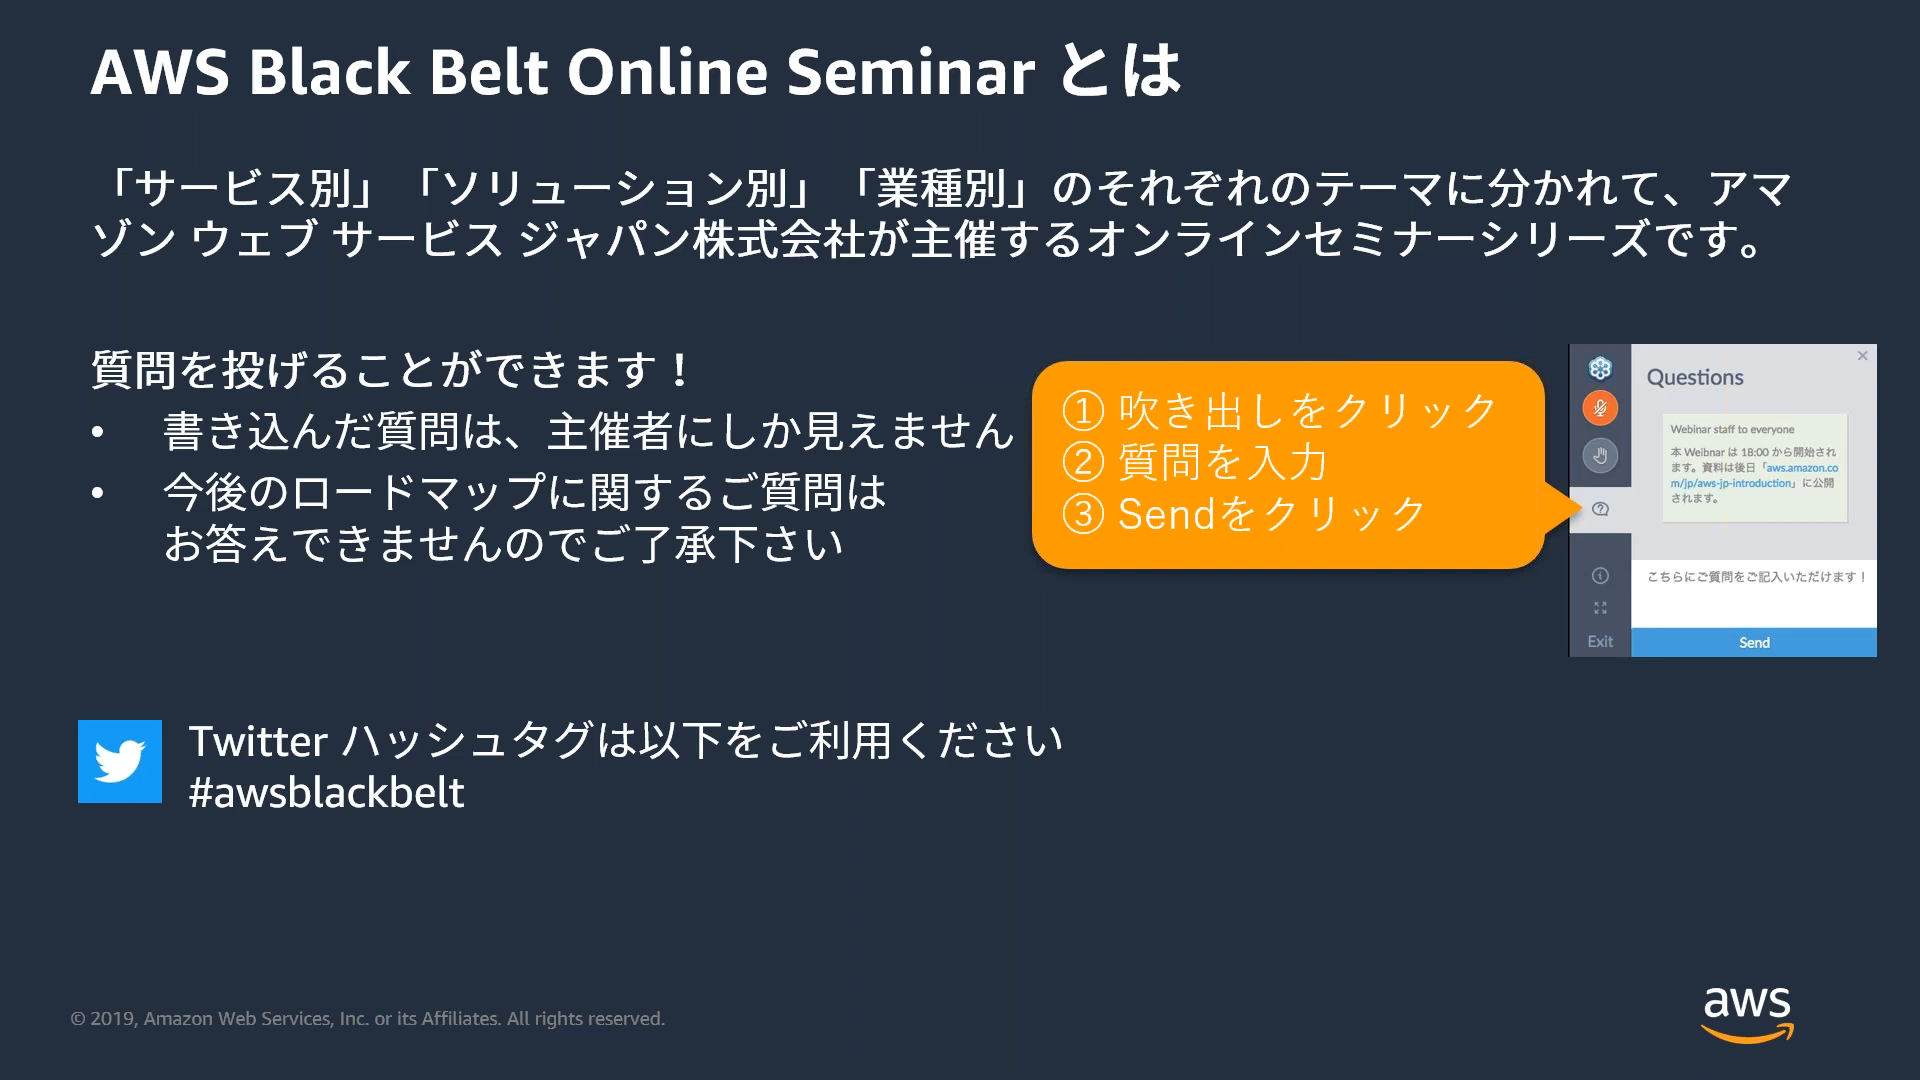 AWS Black Belt Online Seminar とは
「サービス別」「ソリューション別」「業種別」のそれぞれのテーマに分かれて、アマ
ゾン ウェブ サービス ジャパン株式会社が主催するオンラインセミナーシリーズです。
質問を投げることができます！
• 書き込んだ質問は、主催者にしか見えません
• 今後のロードマップに関するご質問は
お答えできませんのでご了承下さい
① 吹き出しをクリック
② 質問を入力
③ Sendをクリック
Questions
Webinar staff to everyone
本 Weibnar は 18:00 から開始され
ます。資料は後日「aws.amazon.co
m/jp/aws-jp-introduction」に公開
されます。
こちらにご質問をご記入いただけます！
Exit
Send
Twitter ハッシュタグは以下をご利用ください
#awsblackbelt
© 2019, Amazon Web Services, Inc. or its Affiliates. All rights reserved.
aws